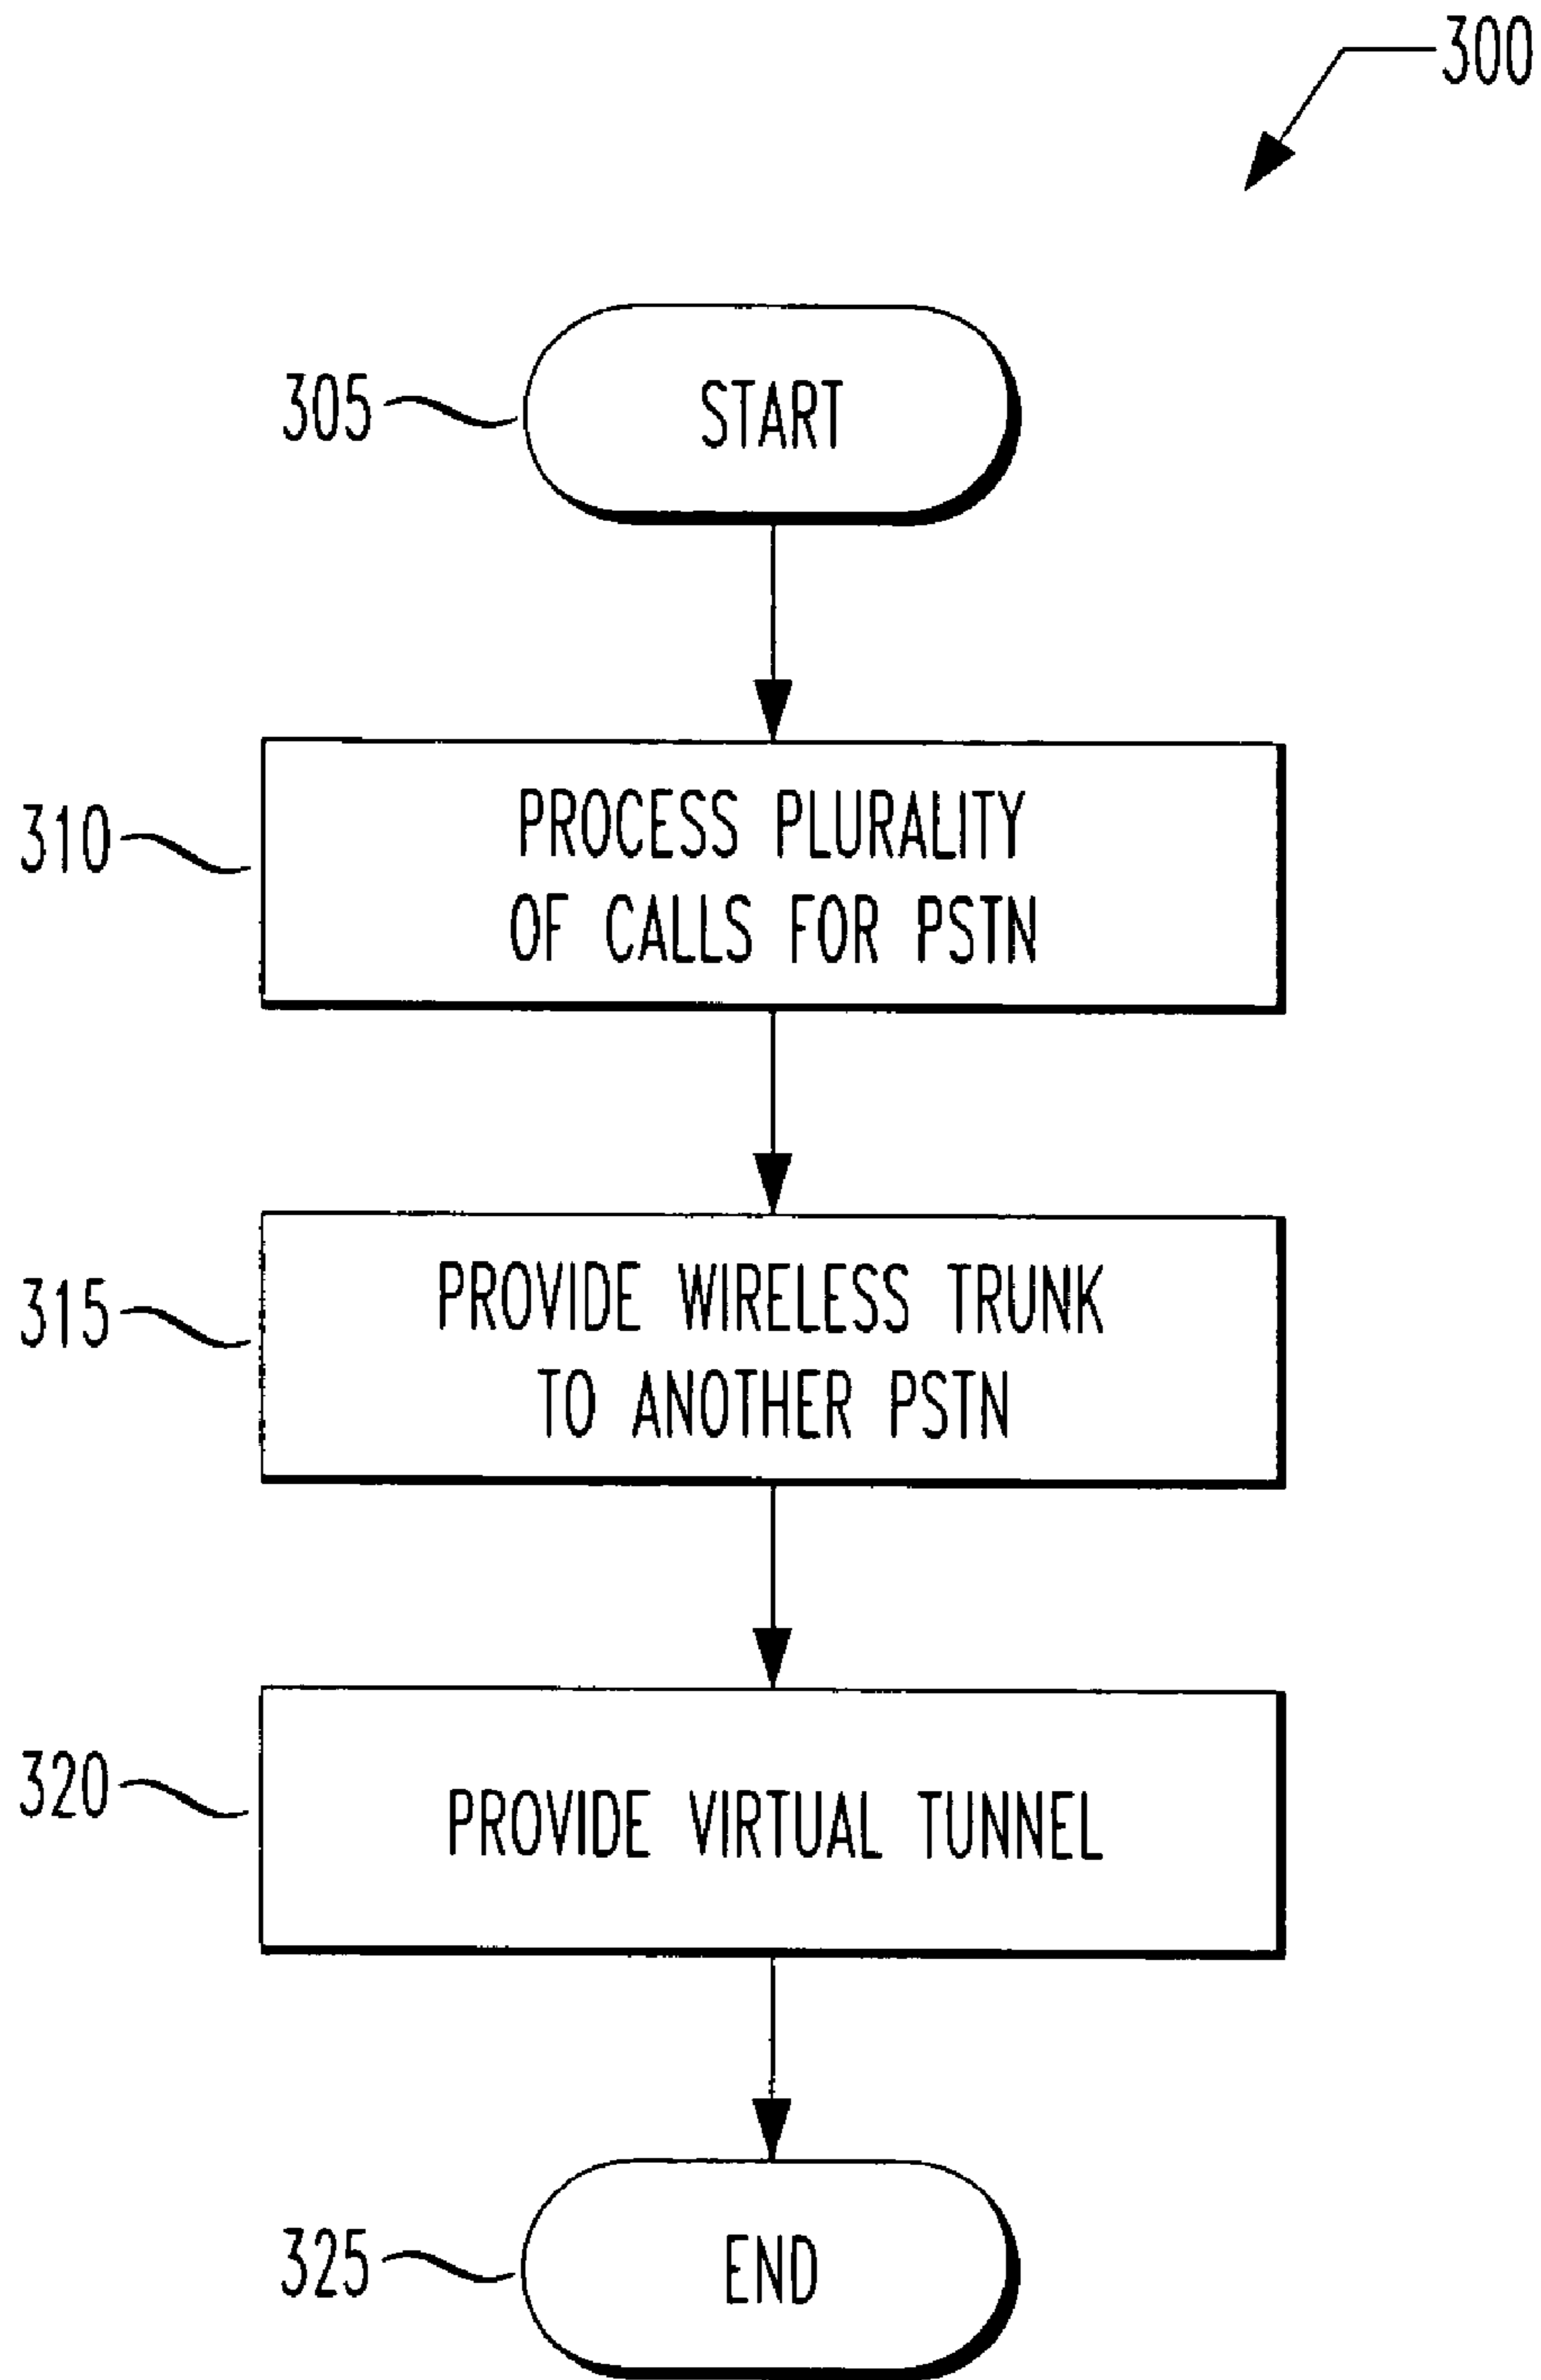 300
305
START
310
PROCESS PLURALITY
OF CALLS FOR PSTN
315
PROVIDE WIRELESS TRUNK
TO ANOTHER PSTN
320
PROVIDE VIRTUAL TUNNEL
325
END